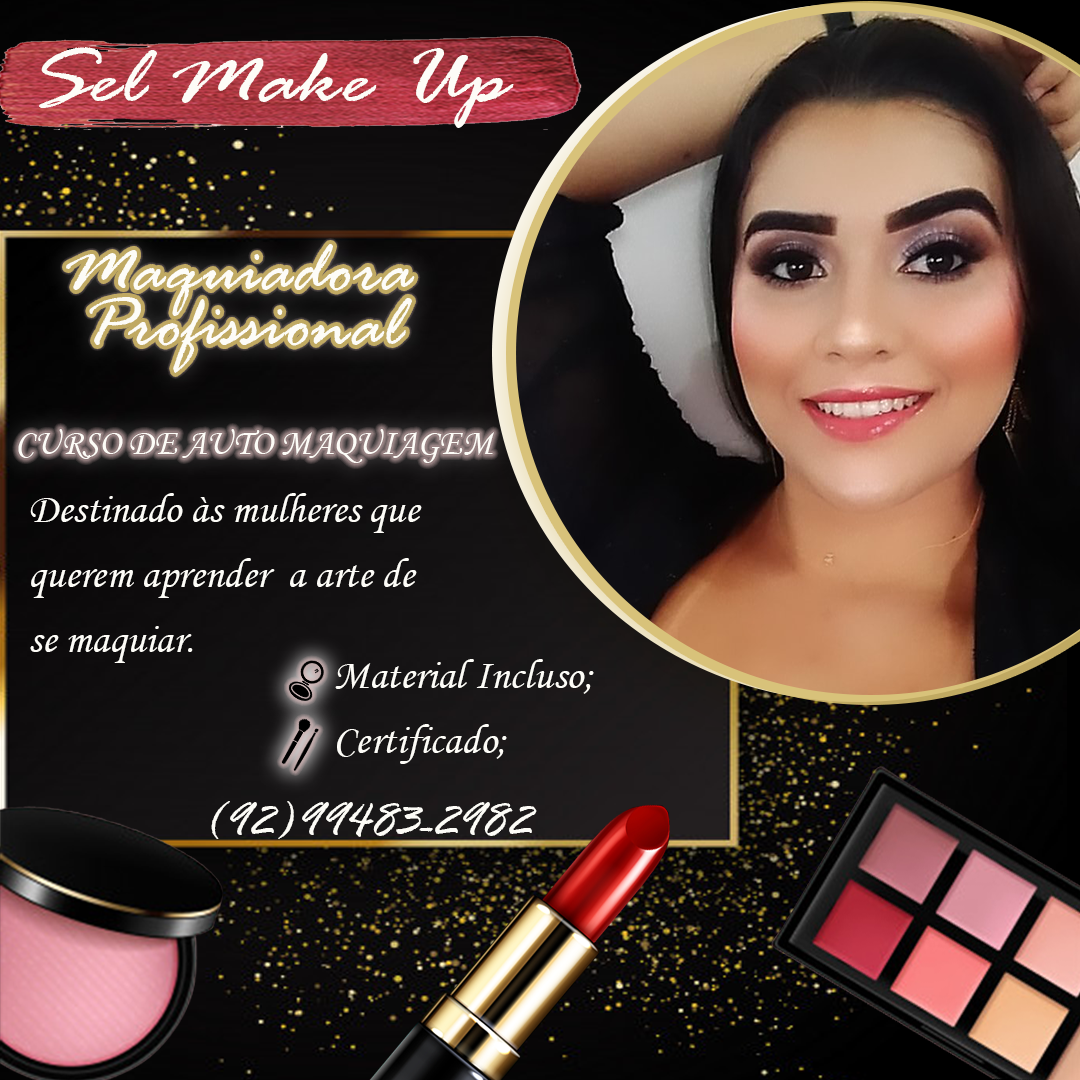 Sel Make Up
Maquiadora
Profissional
CURSO DE AUTO MAQUIAGEM
Destinado às mulheres que
querem aprender a arte de
se maquiar.
Material Incluso;
Certificado;
(92)99483-2982